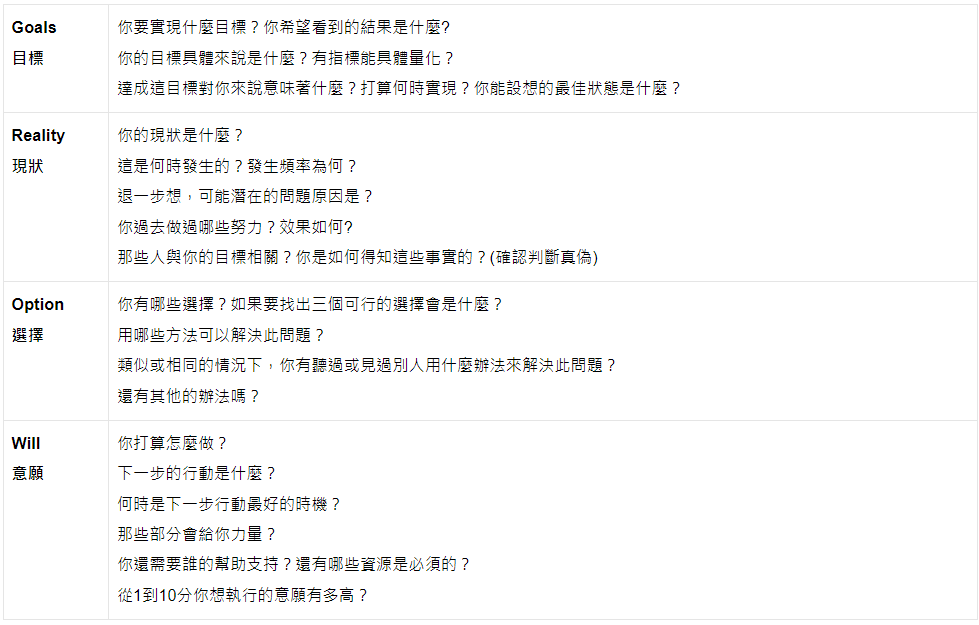 Goals
目標
你要實現什麼目標？你希望看到的結果是什麼?
你的目標具體來說是什麼？有指標能具體量化？
達成這目標對你來說意味著什麼？打算何時實現？你能設想的最佳狀態是什麼？
Reality
現狀
你的現狀是什麼？
這是何時發生的？發生頻率為何？
退一步想，可能潛在的問題原因是？
你過去做過哪些努力？效果如何?
那些人與你的目標相關？你是如何得知這些事實的？(確認判斷真偽)
Option
選擇
你有哪些選擇？如果要找出三個可行的選擇會是什麼？
用哪些方法可以解決此問題？
類似或相同的情況下，你有聽過或見過別人用什麼辦法來解決此問題？
還有其他的辦法嗎？
Will
意願
你打算怎麼做？
下一步的行動是什麼？
何時是下一步行動最好的時機？
那些部分會給你力量？
你還需要誰的幫助支持？還有哪些資源是必須的？
從1到10分你想執行的意願有多高？